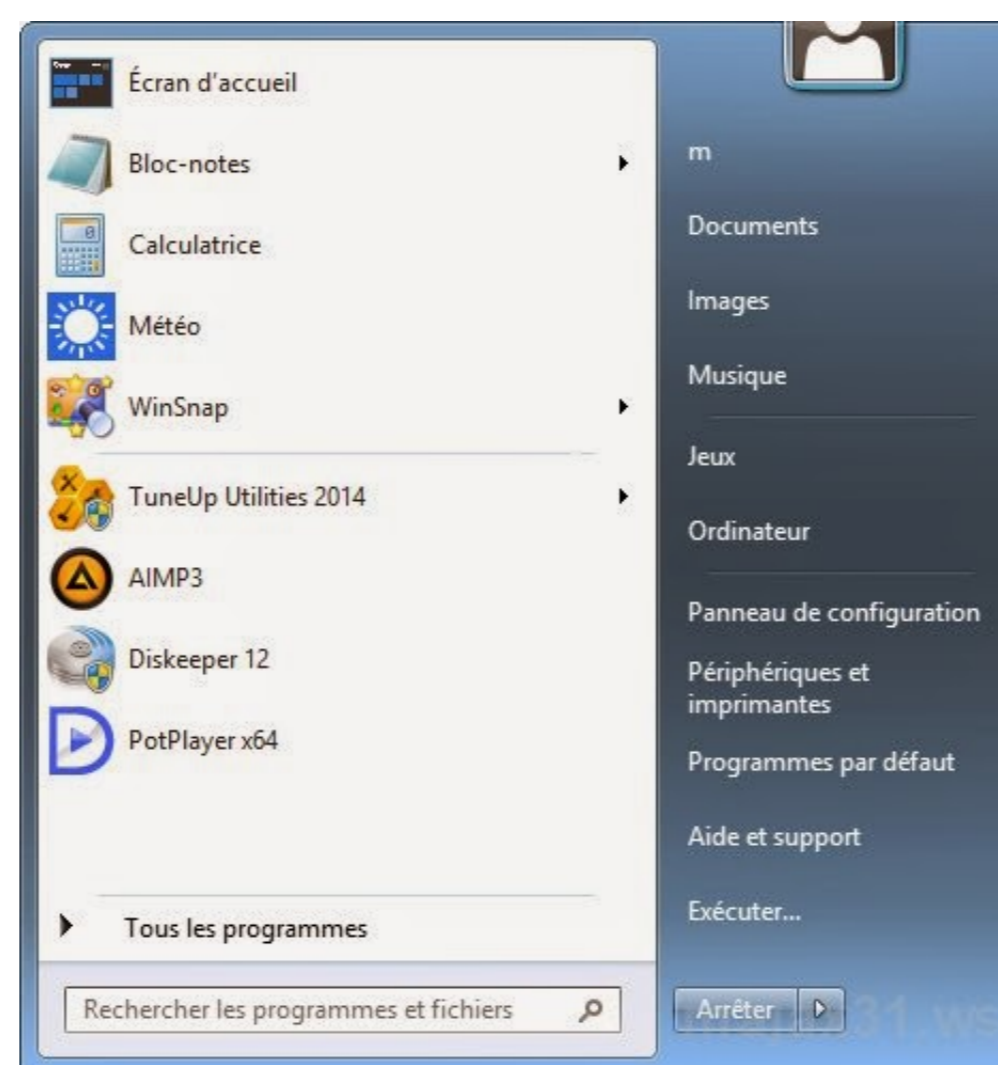 Écran d'accueil
Bloc-notes
Calculatrice
Météo
WinSnap
TuneUp Utilities 2014
AIMP3
Diskeeper 12
PotPlayer x64
Tous les programmes
Rechercher les programmes et fichiers
m
Documents
Images
Musique
Jeux
Ordinateur
Panneau de configuration
Périphériques et
imprimantes
Programmes par défaut
Aide et support
Exécuter...
Arrêter